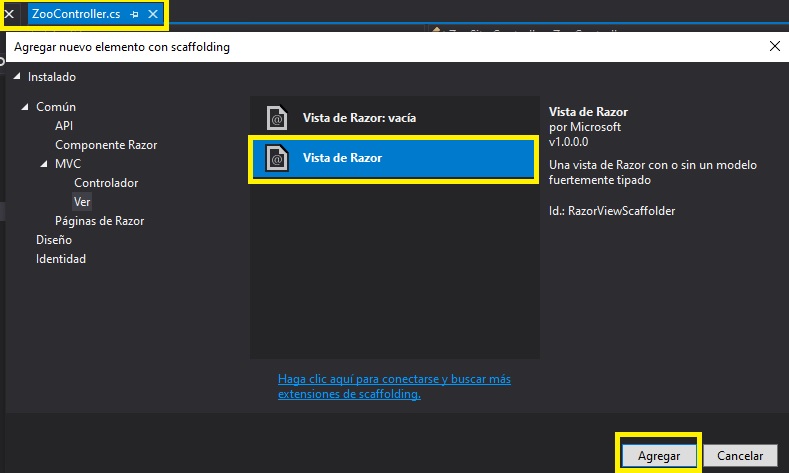 ZooController.cs
Agregar nuevo elemento con scaffolding
Instalado
Común
API
Componente Razor
MVC
Controlador
Ver
Páginas de Razor
Diseño
Identidad
Vista de Razor: vacía
Vista de Razor
Haga clic aquí para conectarse y buscar más
extensiones de scaffolding.
Vista de Razor
por Microsoft
v1.0.0.0
Una vista de Razor con o sin un modelo
fuertemente tipado
Id.: RazorViewScaffolder
Agregar
Cancelar